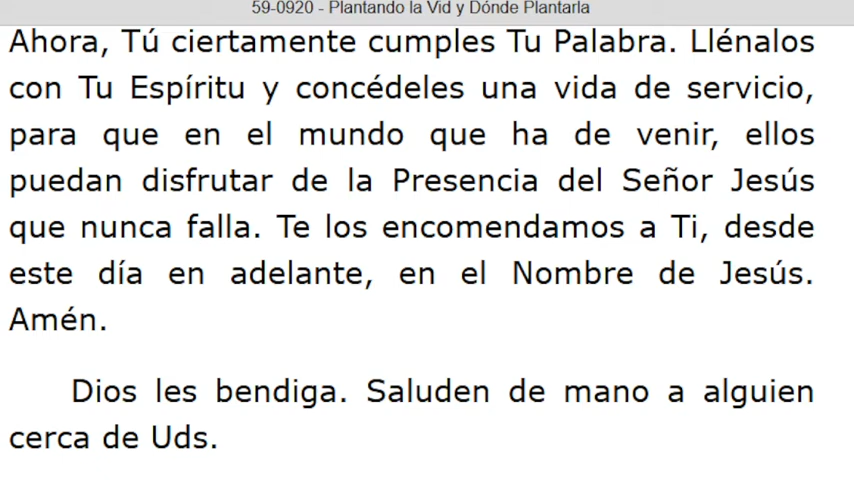 59-0920 - Plantando la Vid y Dónde Plantarla
Ahora, Tú ciertamente cumples Tu Palabra. Llénalos
con Tu Espíritu y concédeles una vida de servicio,
para que en el mundo que ha de venir, ellos
puedan disfrutar de la Presencia del Señor Jesús
que nunca falla. Te los encomendamos a Ti, desde
este día en adelante, en el Nombre de Jesús.
Amén.
Dios les bendiga. Saluden de mano a alguien
cerca de Uds.